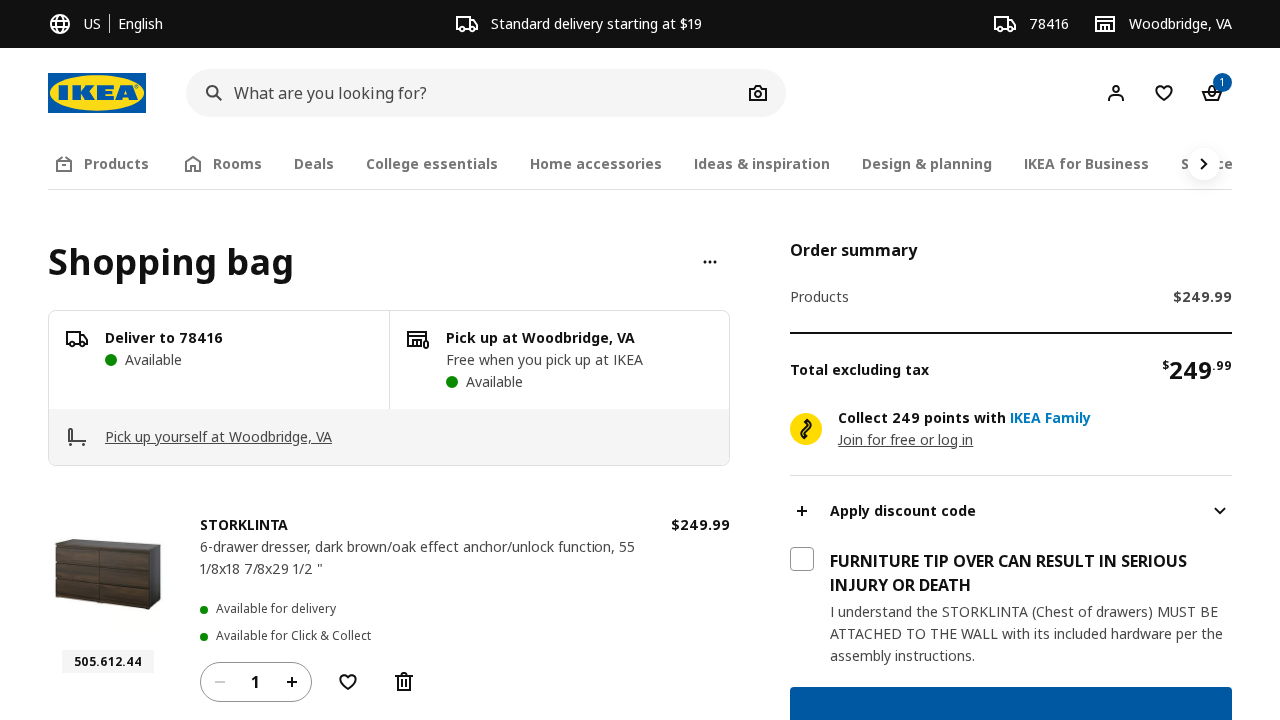 US English
Standard delivery starting at $19
78416
Woodbridge, VA
IKEA
What are you looking for?
1
Products
Rooms
Deals
College essentials
Home accessories
Ideas & inspiration
Design & planning
IKEA for Business
Shopping bag
Deliver to 78416
Available
Pick up at Woodbridge, VA
Free when you pick up at IKEA
Available
Pick up yourself at Woodbridge, VA
STORKLINTA
$249.99
6-drawer dresser, dark brown/oak effect anchor/unlock function, 55
1/8x18 7/8x29 1/2 "
Available for delivery
Available for Click & Collect
505.612.44
1
Order summary
Products
$249.99
Total excluding tax
$249.99
Collect 249 points with IKEA Family
Join for free or log in
Apply discount code
FURNITURE TIP OVER CAN RESULT IN SERIOUS
INJURY OR DEATH
I understand the STORKLINTA (Chest of drawers) MUST BE
ATTACHED TO THE WALL with its included hardware per the
assembly instructions.